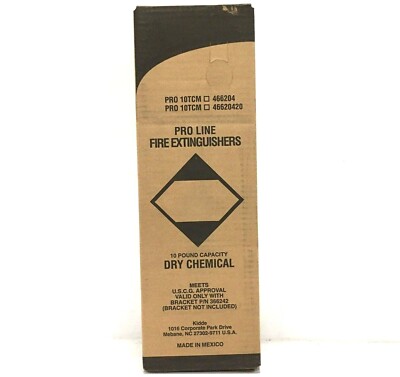 PRO 10TCM □ 466204
PRO 10TCM □ 46620420
PRO LINE
FIRE EXTINGUISHERS
10 POUND CAPACITY
DRY CHEMICAL
MEETS
U.S.C.G. APPROVAL
VALID ONLY WITH
BRACKET P/N 366242
(BRACKET NOT INCLUDED)
Kidde
1016 Corporate Park Drive
Mebane, NC 27302-8711 U.S.A.
MADE IN MEXICO